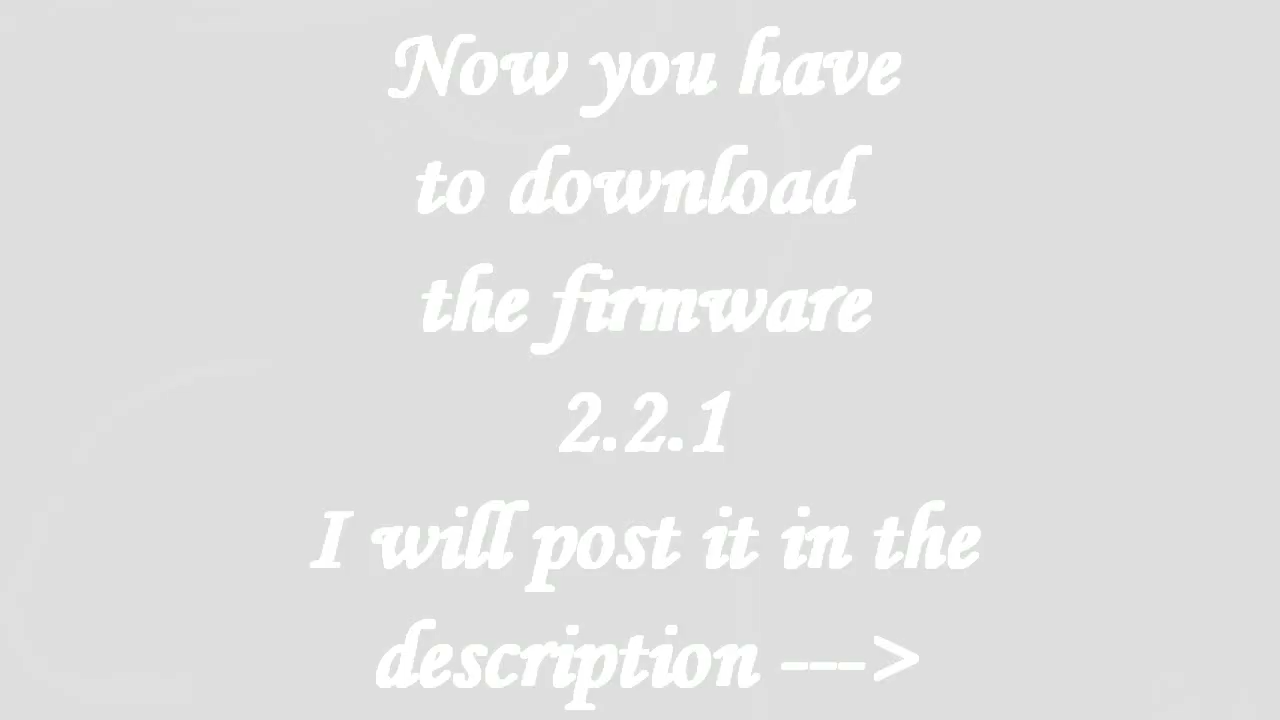 Now you have
to download
the firmware
2.2.1
I will post it in the
description --->